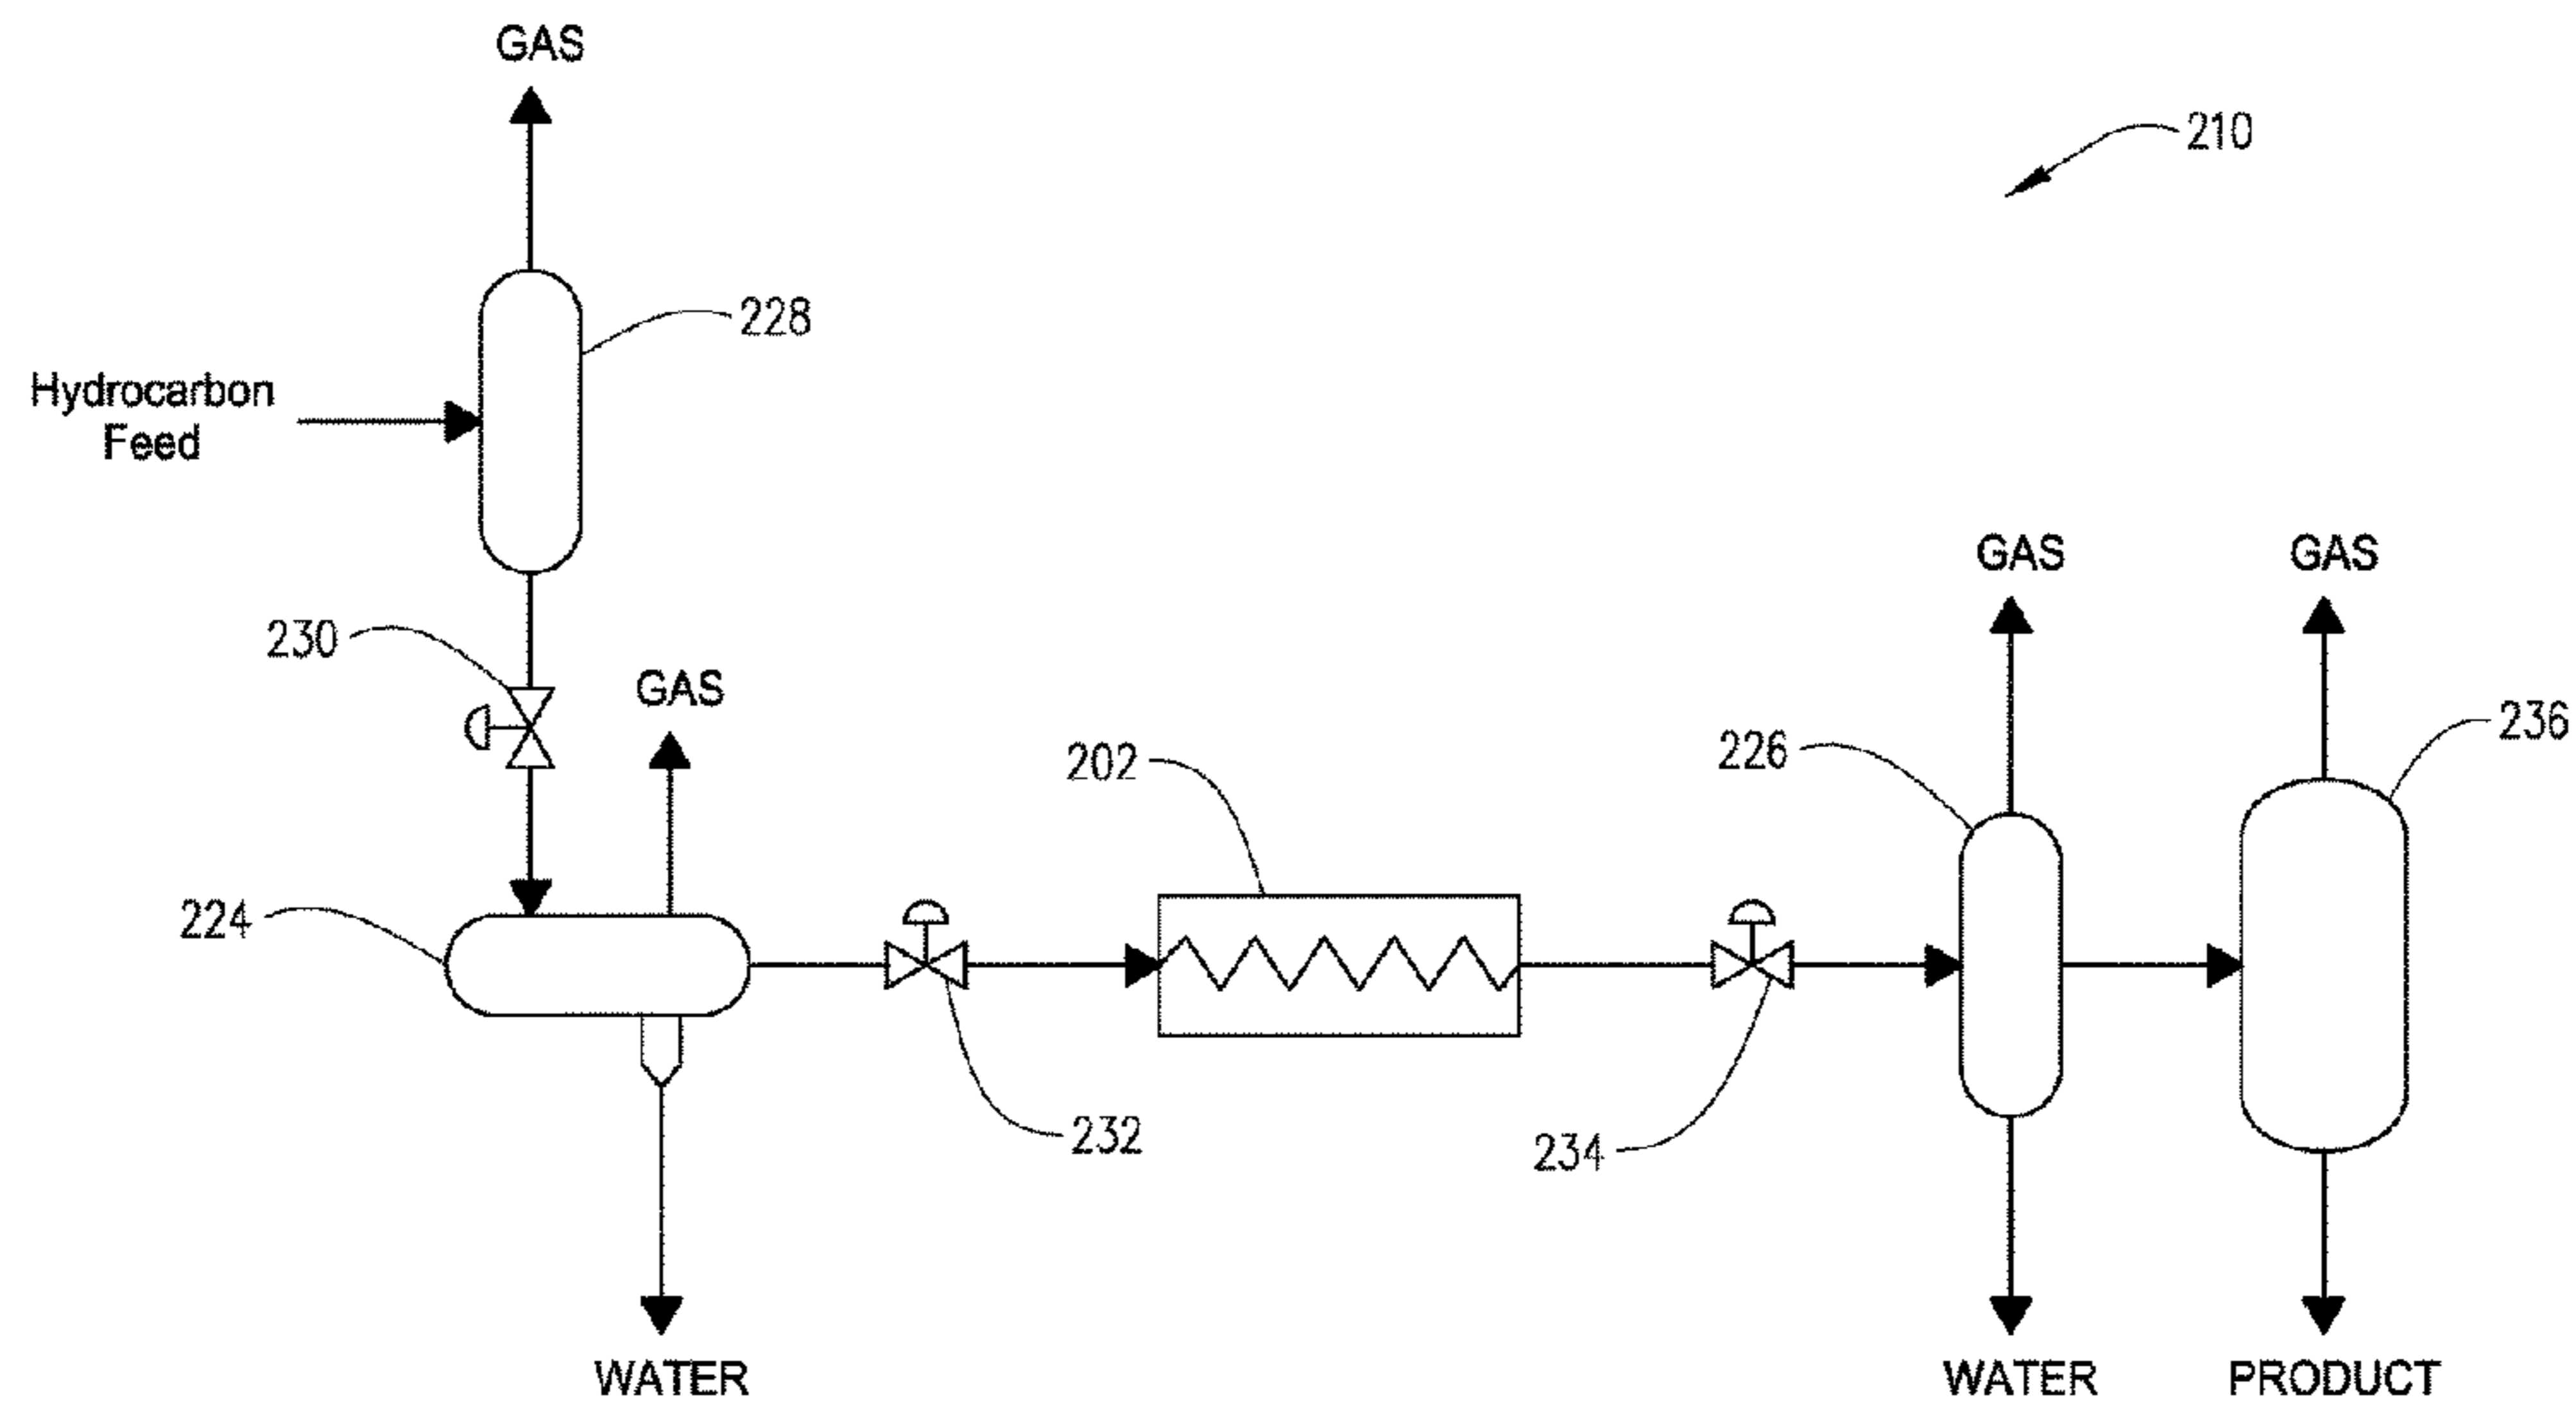 GAS
210
228
Hydrocarbon
Feed
GAS
GAS
230
GAS
236
226
202
224
232
234
WATER
WATER
PRODUCT